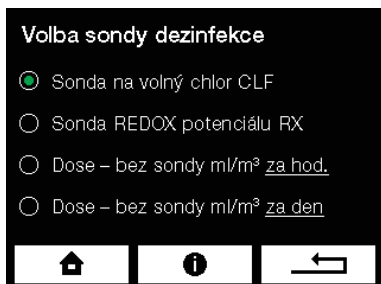 Volba sondy dezinfekce
Sonda na volný chlor CLF
Sonda REDOX potenciálu RX
Dose – bez sondy ml/m³ za hod.
Dose – bez sondy ml/m³ za den